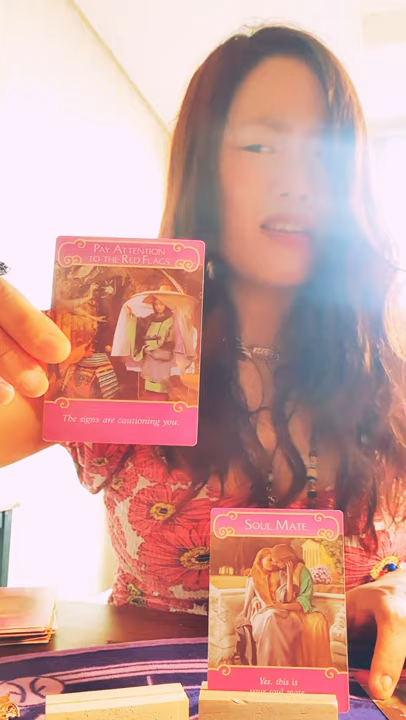 PAY ATTENTION
TO THE RED FLAGS
The signs are cautioning you.
SOUL MATE
Yes, this is
your soul mate